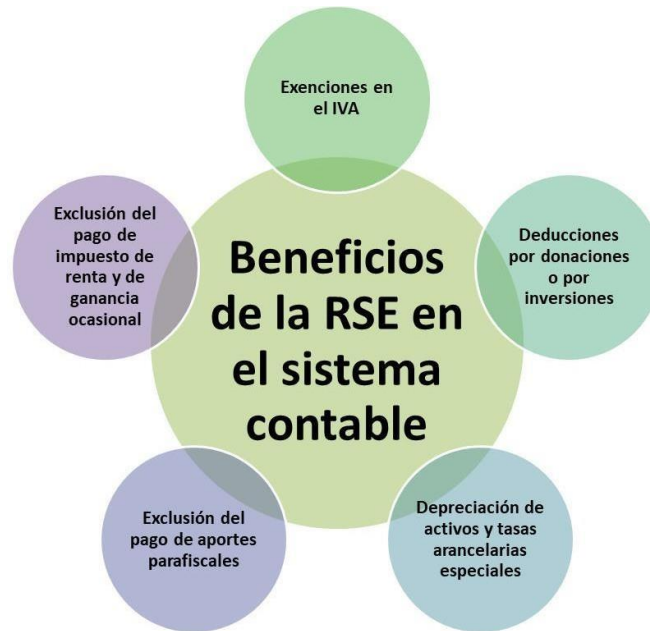 Exenciones en
el IVA
Exclusión del
pago de
impuesto de
renta y de
ganancia
ocasional
Beneficios
de la RSE en
el sistema
contable
Deducciones
por donaciones
o por
inversiones
Exclusión del
pago de aportes
parafiscales
Depreciación de
activos y tasas
arancelarias
especiales